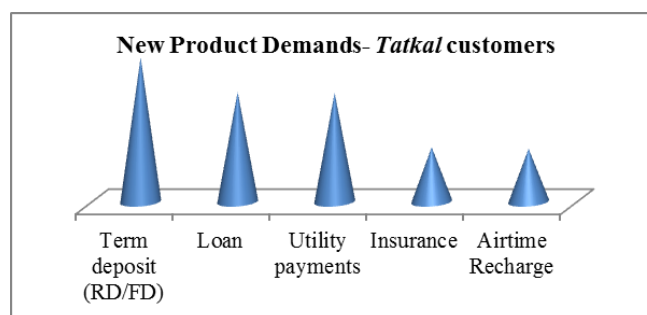 New Product Demands- Tatkal customers
Term deposit (RD/FD)
Loan
Utility payments
Insurance
Airtime Recharge